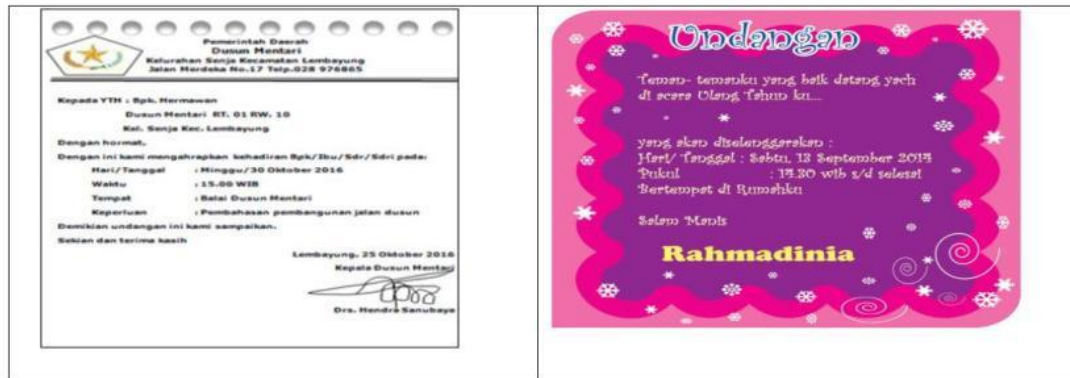 Pemerintah Daerah
Dusun Mentari
Kelurahan Senja Kecamatan Lembayung
Jalan Merdeka No.17 Telp.028 976865
Kepada YTH : Bpk. Hermawan
Dusun Mentari RT. 01 RW. 10
Kel. Senja Kec. Lembayung
Dengan hormat,
Dengan ini kami mengahrapkan kehadiran Bpk/Ibu/Sdr/Sdri pada:
Hari/Tanggal : Minggu/30 Oktober 2016
Waktu : 15.00 WIB
Tempat : Balai Dusun Mentari
Keperluan : Pembahasan pembangunan jalan dusun
Demikian undangan ini kami sampaikan.
Sekian dan terima kasih
Lembayung, 25 Oktober 2016
Kepala Dusun Mentari
Drs. Hendra Sanubaya
Undangan
Teman- temanku yang baik datang yach
di acara Ulang Tahun ku...
yang akan diselenggarakan :
Hari/ Tanggal : Sabtu, 13 September 2014
Pukul : 14.30 wib s/d selesai
Bertempat di Rumahku
Salam Manis
Rahmadinia